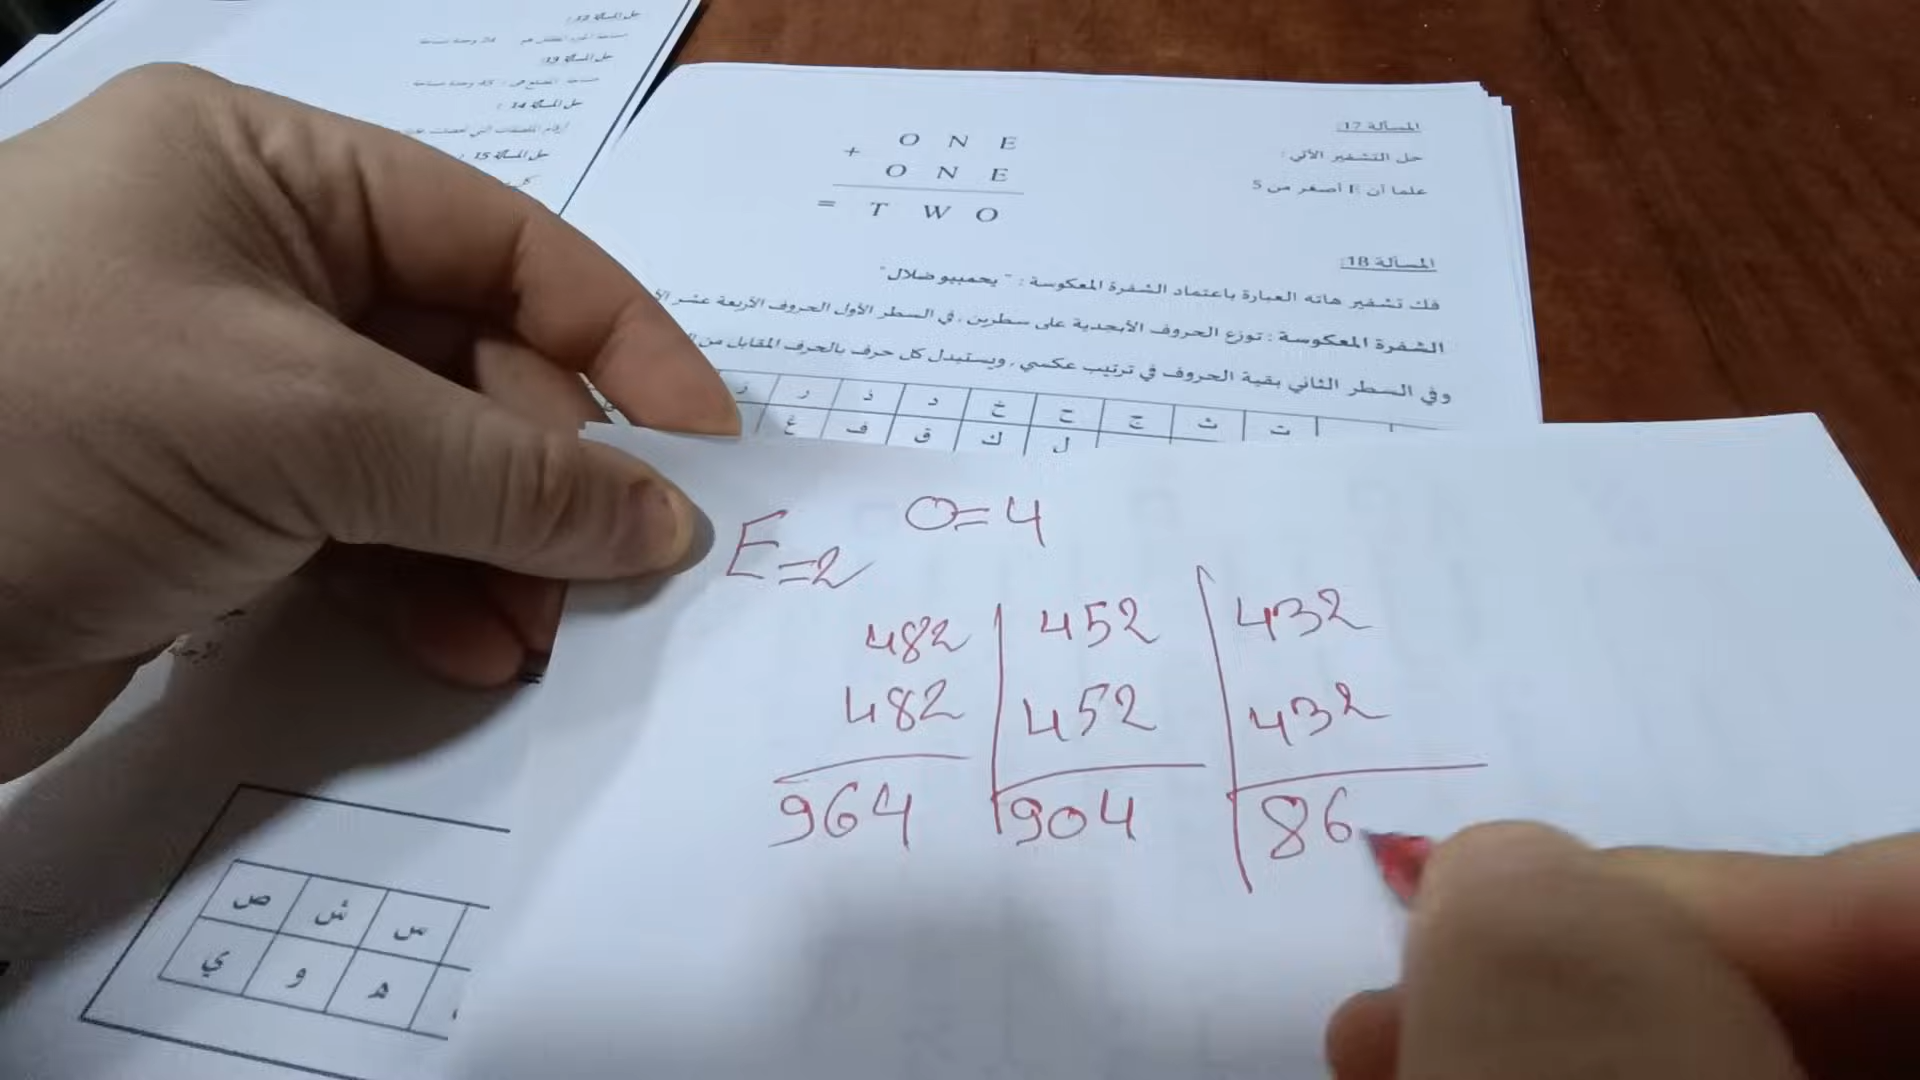 حل المسألة 13 :
حل المسألة 14 :
حل المسألة 15 :
المسألة 17:
حل التشفير الآتي :
علما أن E أصغر من 5
O N E
+
O N E
= T W O
المسألة 18:
فك تشفير هاته العبارة باعتماد الشفرة المعكوسة : " يحمببو ضلال"
الشفرة المعكوسة : توزع الحروف الأبجدية على سطرين . في السطر الأول الحروف الأربعة عشر
وفي السطر الثاني بقية الحروف في ترتيب عكسي . ويستبدل كل حرف بالحرف المقابل من
ت ث ج ح خ د ذ ر ز
ل ك ق ف غ
E=2
O=4
482 452 432
482 452 432
964 904 86
س ش ص
ه و ي